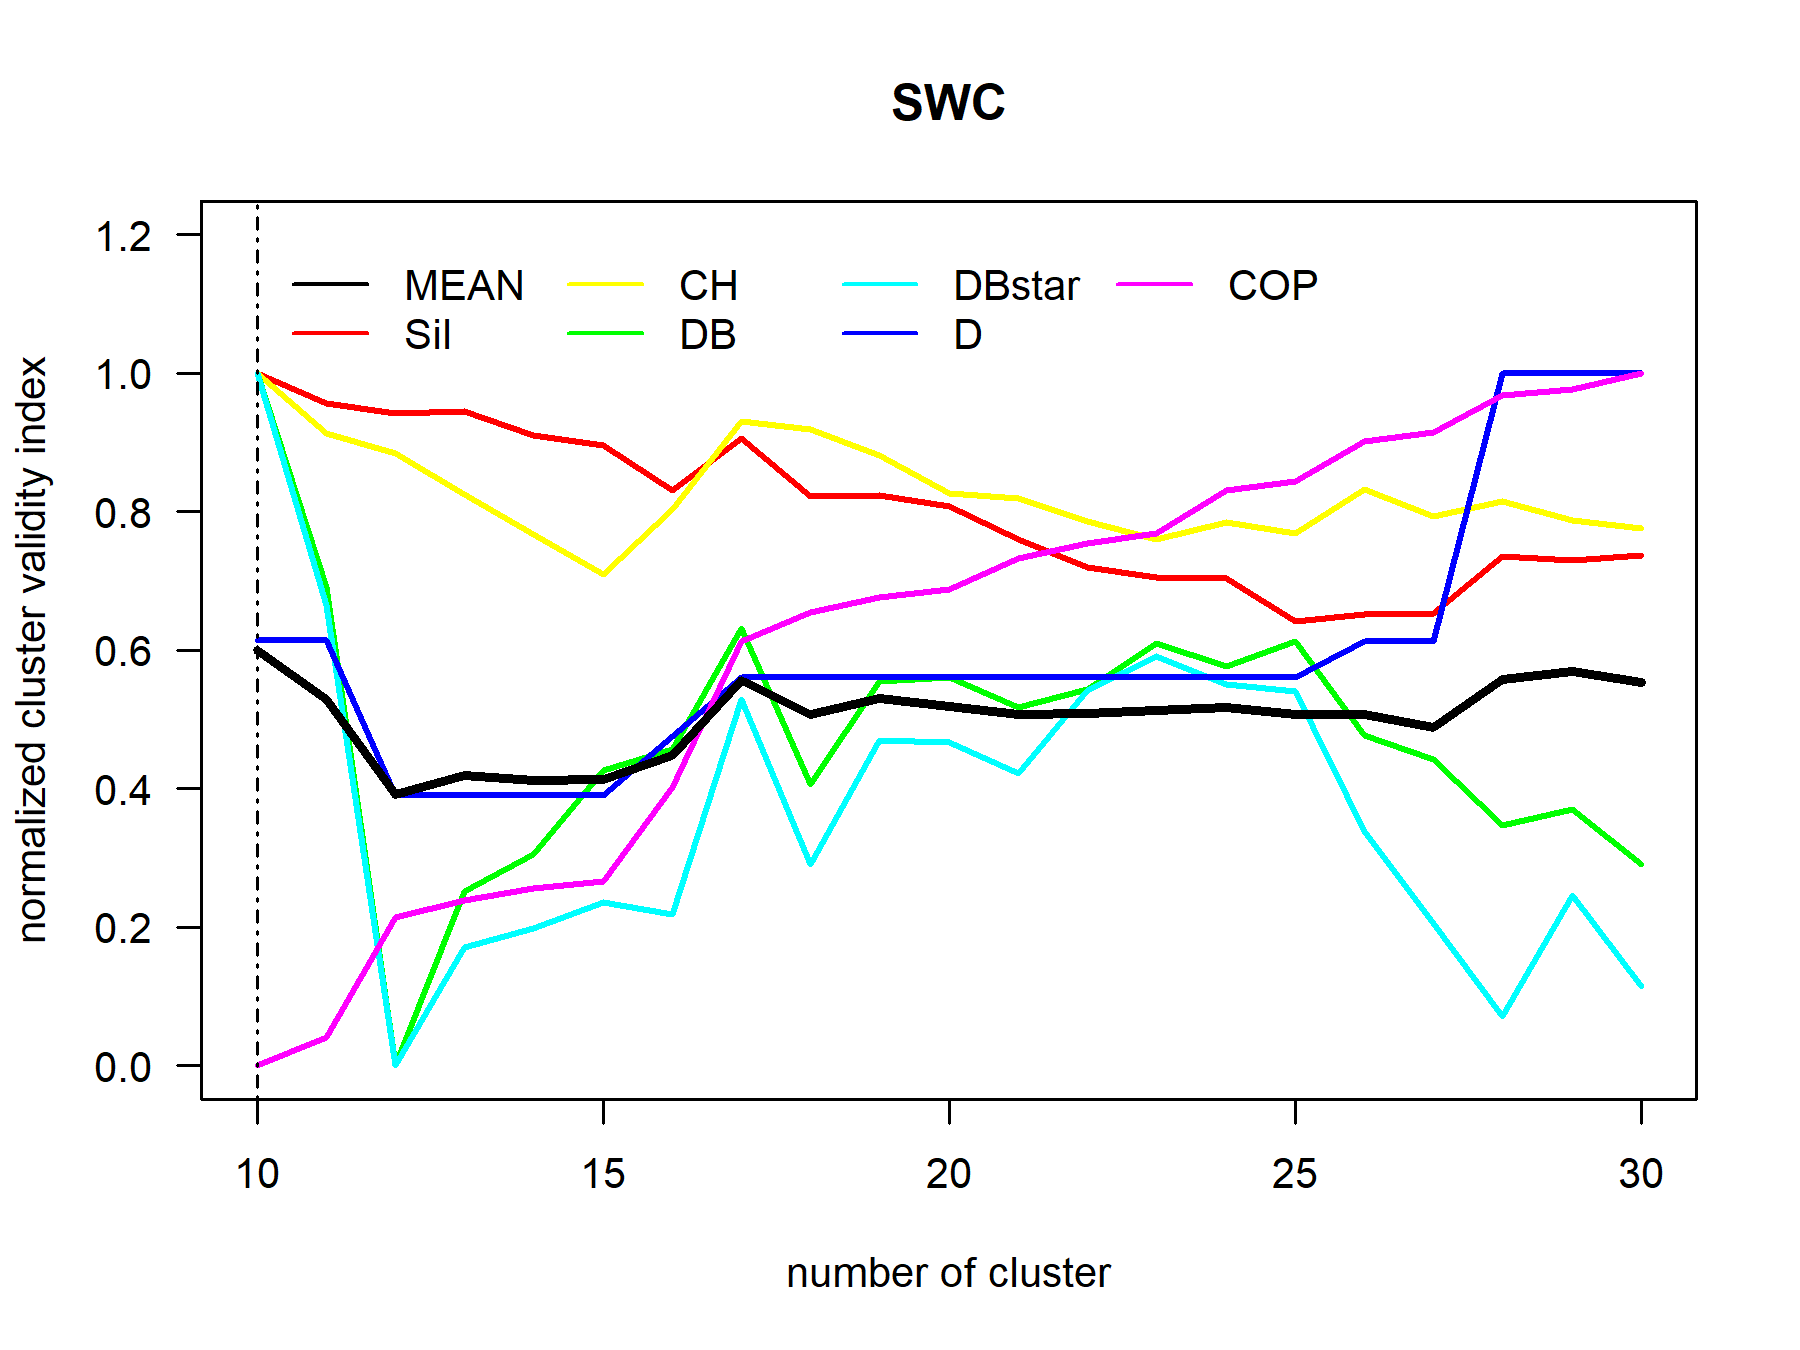 SWC
normalized cluster validity index
1.2
1.0
0.8
0.6
0.4
0.2
0.0
MEAN CH DBstar COP
Sil DB D
10 15 20 25 30
number of cluster